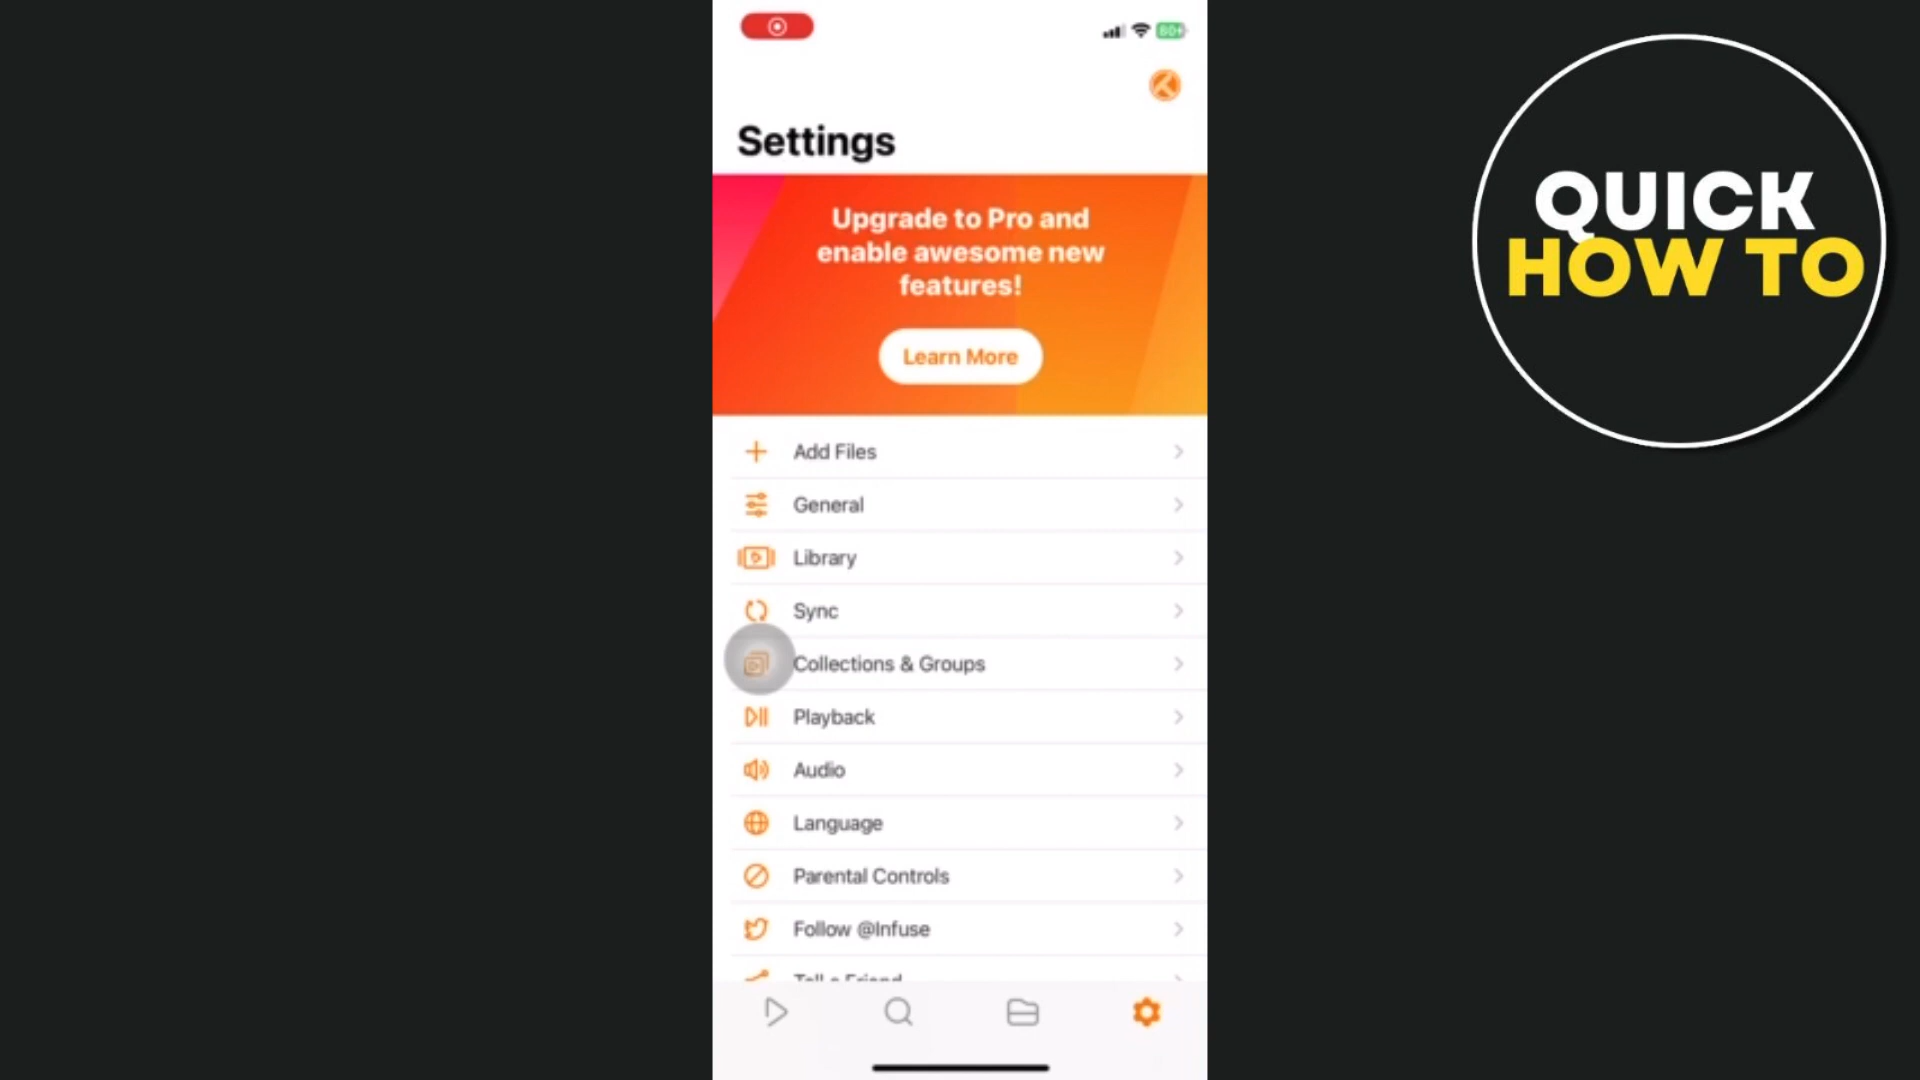 80
Settings
Upgrade to Pro and
enable awesome new
features!
Learn More
Add Files
General
Library
Sync
Collections & Groups
Playback
Audio
Language
Parental Controls
Follow @Infuse
Tell a Friend
QUICK
HOW TO